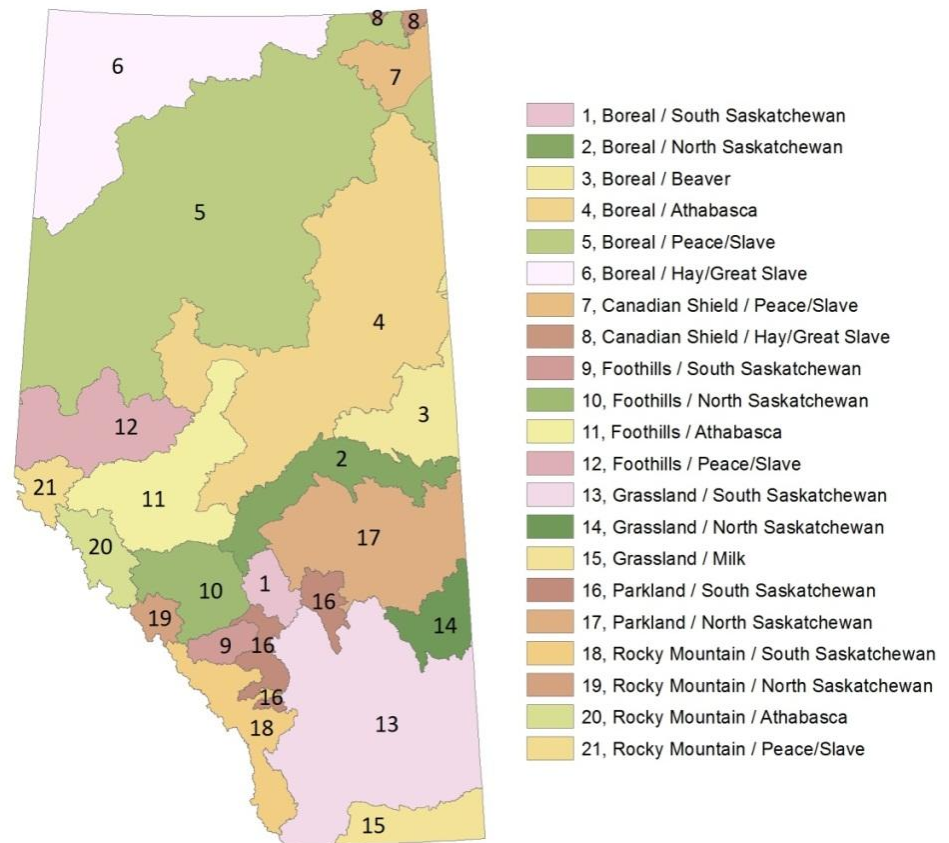 8
8
6
7
5
4
3
12
2
21
11
17
20
1
10
16
19
14
9
16
16
13
18
15
1, Boreal / South Saskatchewan
2, Boreal / North Saskatchewan
3, Boreal / Beaver
4, Boreal / Athabasca
5, Boreal / Peace/Slave
6, Boreal / Hay/Great Slave
7, Canadian Shield / Peace/Slave
8, Canadian Shield / Hay/Great Slave
9, Foothills / South Saskatchewan
10, Foothills / North Saskatchewan
11, Foothills / Athabasca
12, Foothills / Peace/Slave
13, Grassland / South Saskatchewan
14, Grassland / North Saskatchewan
15, Grassland / Milk
16, Parkland / South Saskatchewan
17, Parkland / North Saskatchewan
18, Rocky Mountain / South Saskatchewan
19, Rocky Mountain / North Saskatchewan
20, Rocky Mountain / Athabasca
21, Rocky Mountain / Peace/Slave